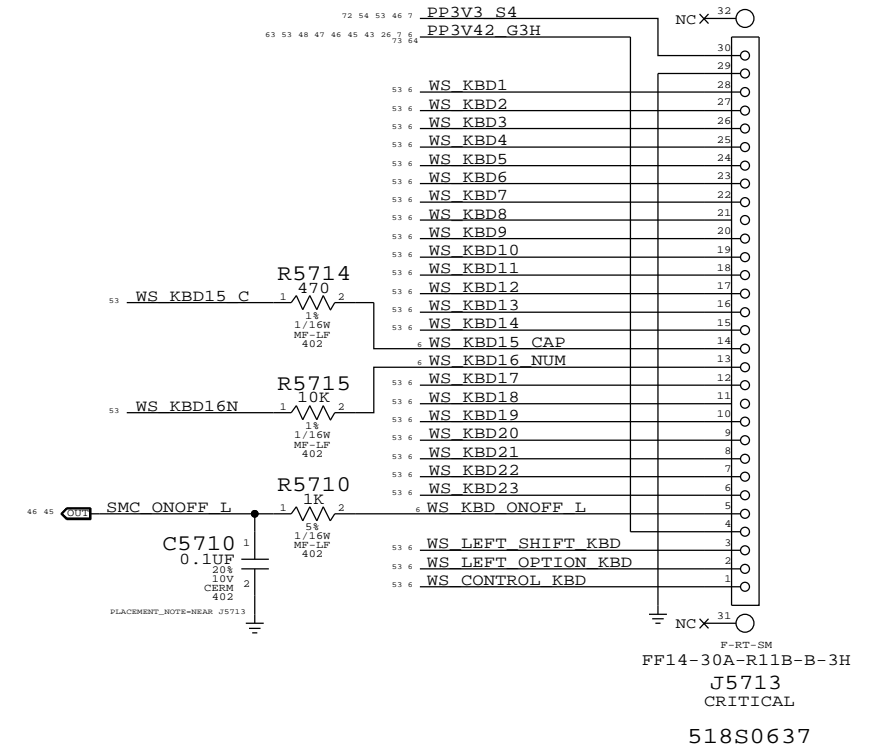 72 54 53 46 7 PP3V3_S4
63 53 48 47 46 45 43 26 7 6 PP3V42_G3H
73 64
NC 32
30
29
53 6 WS_KBD1 28
53 6 WS_KBD2 27
53 6 WS_KBD3 26
53 6 WS_KBD4 25
53 6 WS_KBD5 24
53 6 WS_KBD6 23
53 6 WS_KBD7 22
53 6 WS_KBD8 21
53 6 WS_KBD9 20
53 6 WS_KBD10 19
53 6 WS_KBD11 18
53 6 WS_KBD12 17
53 6 WS_KBD13 16
53 6 WS_KBD14 15
6 WS_KBD15_CAP 14
6 WS_KBD16_NUM 13
53 6 WS_KBD17 12
53 6 WS_KBD18 11
53 6 WS_KBD19 10
53 6 WS_KBD20 9
53 6 WS_KBD21 8
53 6 WS_KBD22 7
53 6 WS_KBD23 6
6 WS_KBD_ONOFF_L 5
4
53 6 WS_LEFT_SHIFT_KBD 3
53 6 WS_LEFT_OPTION_KBD 2
53 6 WS_CONTROL_KBD 1
R5714
470
53 WS_KBD15_C 1 2
1%
1/16W
MF-LF
402
R5715
10K
53 WS_KBD16N 1 2
1%
1/16W
MF-LF
402
R5710
1K
46 45 OUT SMC_ONOFF_L 1 2
5%
1/16W
MF-LF
402
C5710 1
0.1UF
20%
10V 2
CERM
402
PLACEMENT_NOTE=NEAR J5713
NC 31
F-RT-SM
FF14-30A-R11B-B-3H
J5713
CRITICAL
518S0637